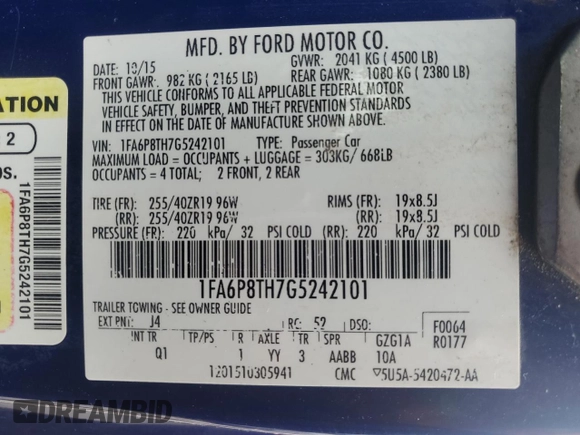 MFD. BY FORD MOTOR CO.
DATE: 10/15 GVWR: 2041 KG ( 4500 LB)
FRONT GAWR: 982 KG ( 2165 LB) REAR GAWR: 1080 KG ( 2380 LB)
THIS VEHICLE CONFORMS TO ALL APPLICABLE FEDERAL MOTOR
VEHICLE SAFETY, BUMPER, AND THEFT PREVENTION STANDARDS
IN EFFECT ON THE DATE OF MANUFACTURE SHOWN ABOVE.
VIN: 1FA6P8TH7G5242101 TYPE: Passenger Car
MAXIMUM LOAD = OCCUPANTS + LUGGAGE = 303KG/ 668LB
OCCUPANTS = 4 TOTAL; 2 FRONT, 2 REAR
TIRE (FR): 255/40ZR19 96W RIMS (FR): 19x8.5J
(RR): 255/40ZR19 96W (RR): 19x8.5J
PRESSURE (FR): 220 kPa/ 32 PSI COLD (RR): 220 kPa/ 32 PSI COLD
1FA6P8TH7G5242101
TRAILER TOWING - SEE OWNER GUIDE
EXT PNT: J4 RC: 52 DSO: F0064
INT TR TP/PS R AXLE TR SPR GZG1A R0177
Q1 1 YY 3 AABB 10A
1201510305941 CMC ▽5U5A-5420472-AA
ATION
1FA6P8TH7G5242101
DREAMBID